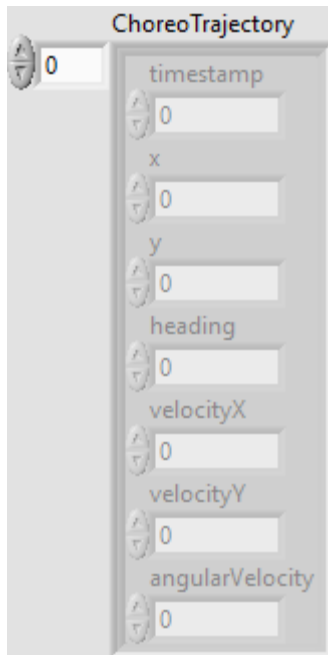 ChoreoTrajectory
0
timestamp
0
x
0
y
0
heading
0
velocityX
0
velocityY
0
angularVelocity
0